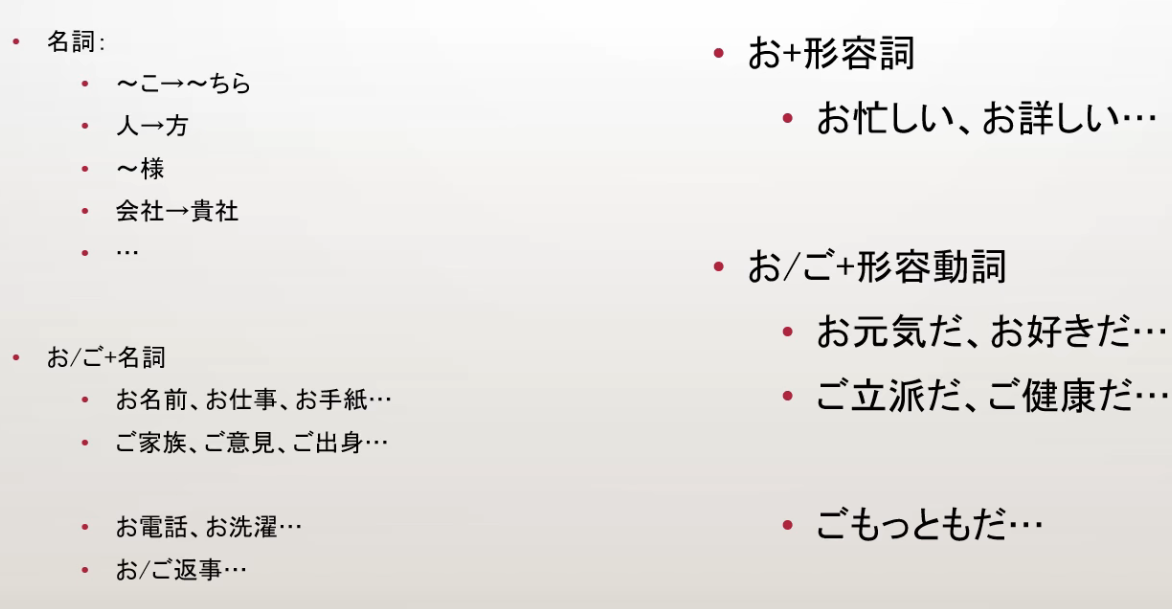 • 名詞:
• ～こ→～ちら
• 人→方
• ～様
• 会社→貴社
• …
• お/ご+名詞
• お名前、お仕事、お手紙…
• ご家族、ご意見、ご出身…
• お電話、お洗濯…
• お/ご返事…
• お+形容詞
• お忙しい、お詳しい…
• お/ご+形容動詞
• お元気だ、お好きだ…
• ご立派だ、ご健康だ…
• ごもっともだ…